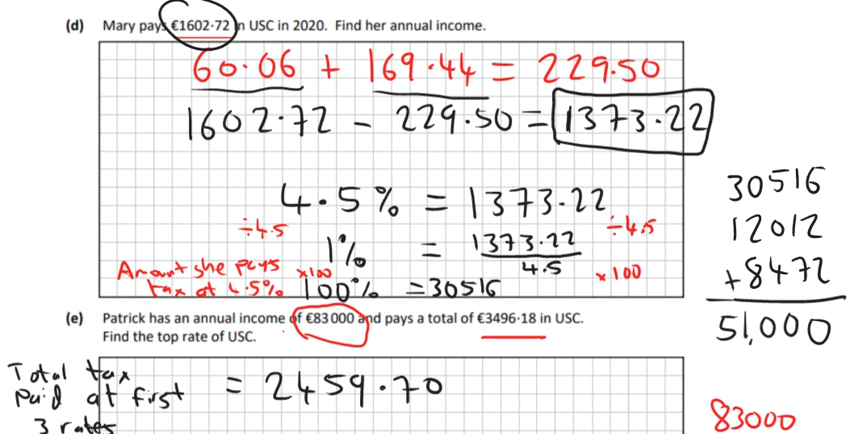 (d) Mary pays €1602·72 in USC in 2020. Find her annual income.
60.06 + 169.44 = 229.50
1602.72 - 229.50 = 1373.22
4.5% = 1373.22
÷4.5 ÷4.5
1% = 1373.22
4.5
Amount she pays ×100 ×100
tax at 4.5% 100% = 30516
30516
12012
+8472
51,000
(e) Patrick has an annual income of €83 000 and pays a total of €3496·18 in USC.
Find the top rate of USC.
Total tax
Paid at first = 2459.70
3 rates
83000